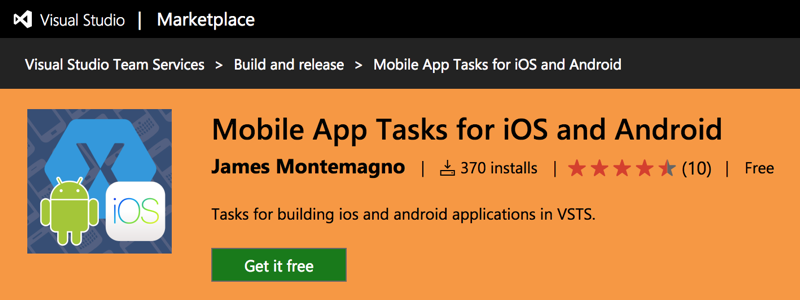 Visual Studio | Marketplace
Visual Studio Team Services > Build and release > Mobile App Tasks for iOS and Android
Mobile App Tasks for iOS and Android
James Montemagno | 370 installs | (10) | Free
iOS
Tasks for building ios and android applications in VSTS.
Get it free